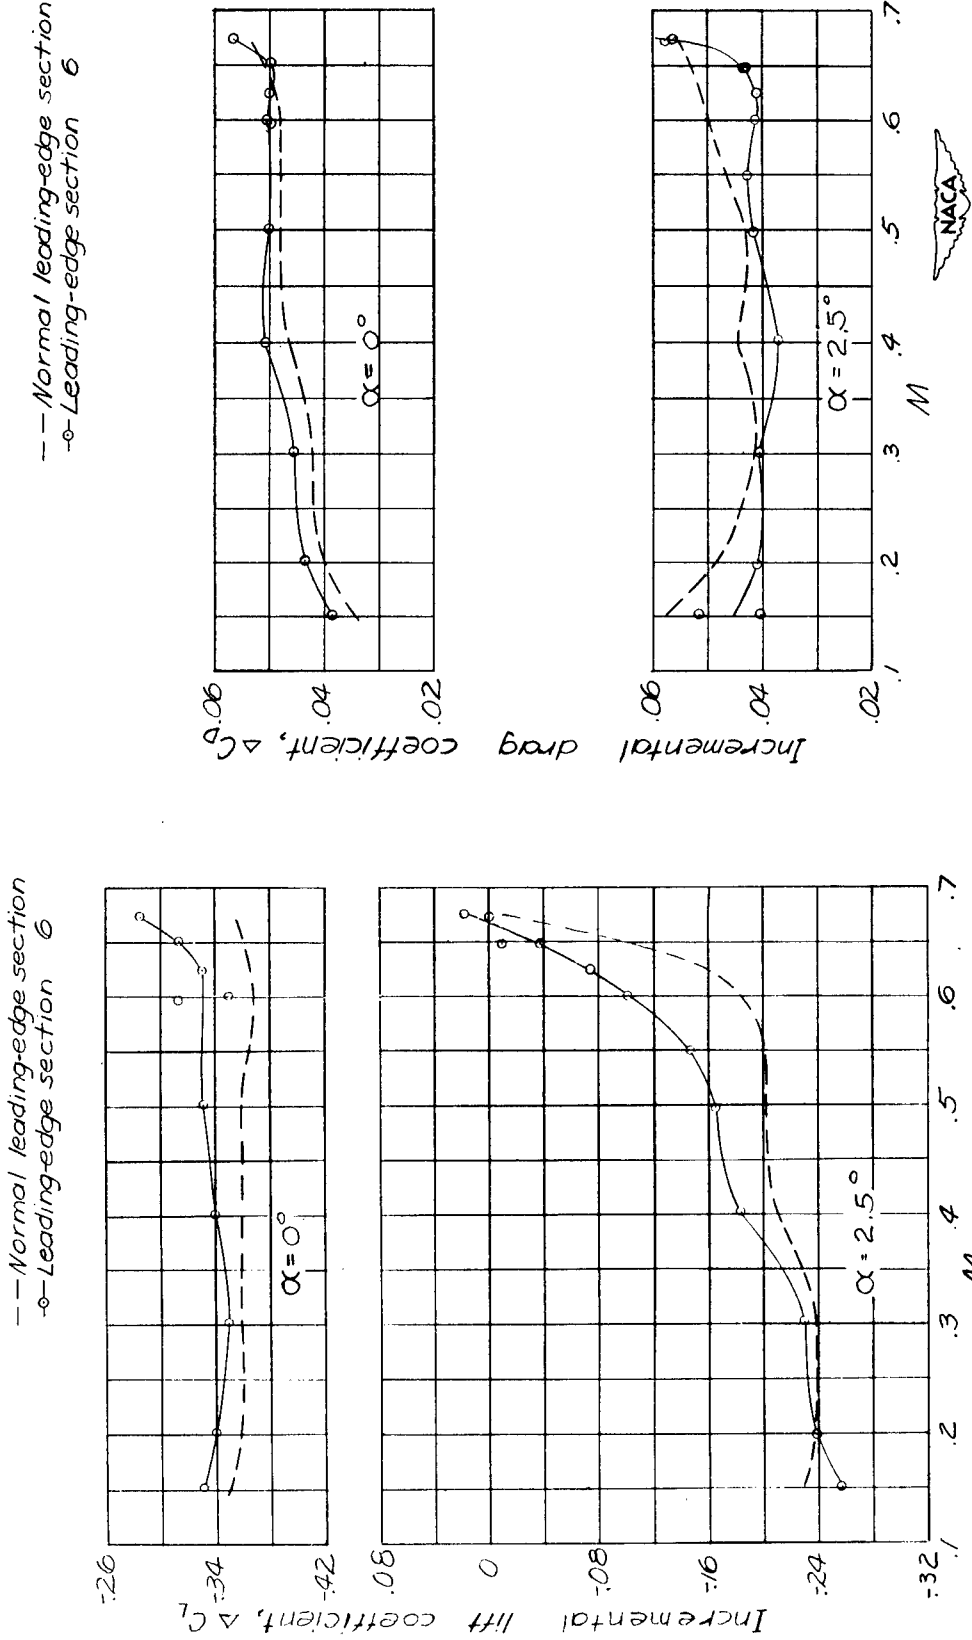 -- Normal leading-edge section
-o- Leading-edge section 6
-.26
-.34
-.42
α = 0°
.08
0
-.08
-.16
-.24
-.32
α = 2.5°
.1 .2 .3 .4 .5 .6 .7
M
Incremental lift coefficient, ΔC_L
-- Normal leading-edge section
-o- Leading-edge section 6
.06
.04
.02
α = 0°
.06
.04
.02
α = 2.5°
.1 .2 .3 .4 .5 .6 .7
M
Incremental drag coefficient, ΔC_D
NACA